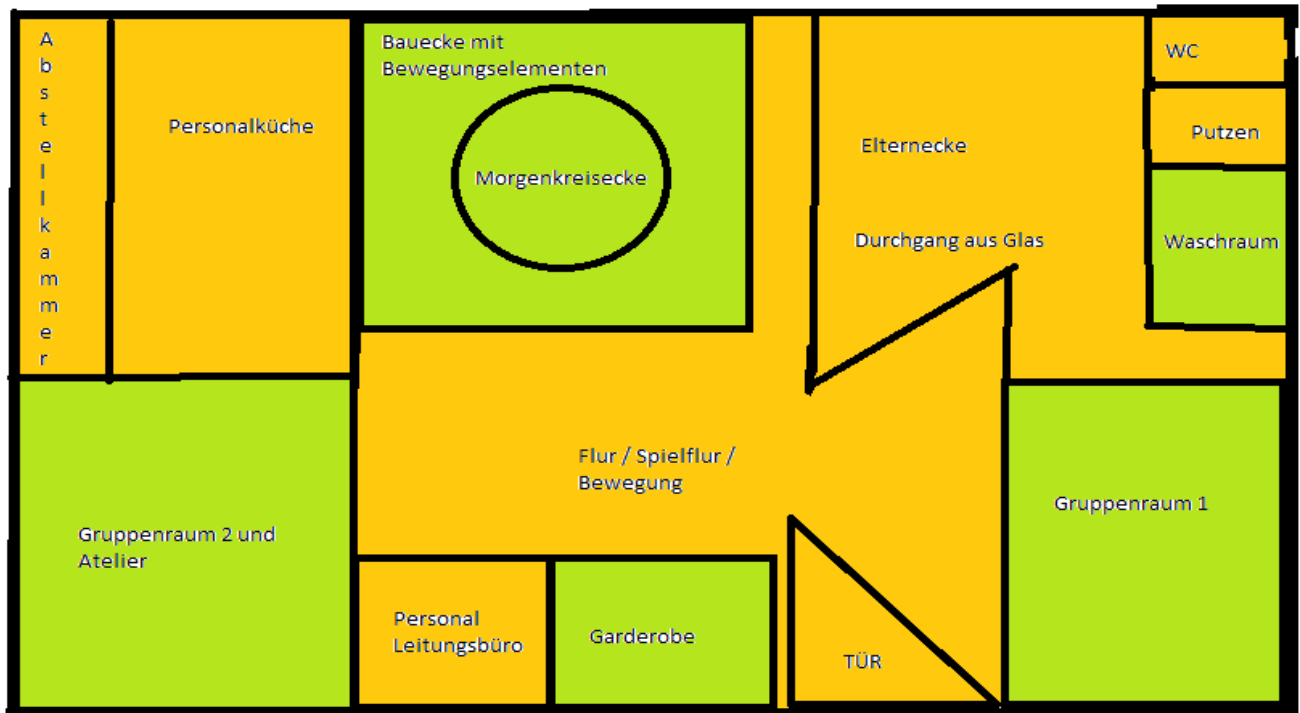 Abstellkammer
Personalküche
Bauecke mit
Bewegungselementen
Morgenkreisecke
Elternecke
Durchgang aus Glas
WC
Putzen
Waschraum
Flur / Spielflur /
Bewegung
Gruppenraum 1
Gruppenraum 2 und
Atelier
Personal
Leitungsbüro
Garderobe
TÜR